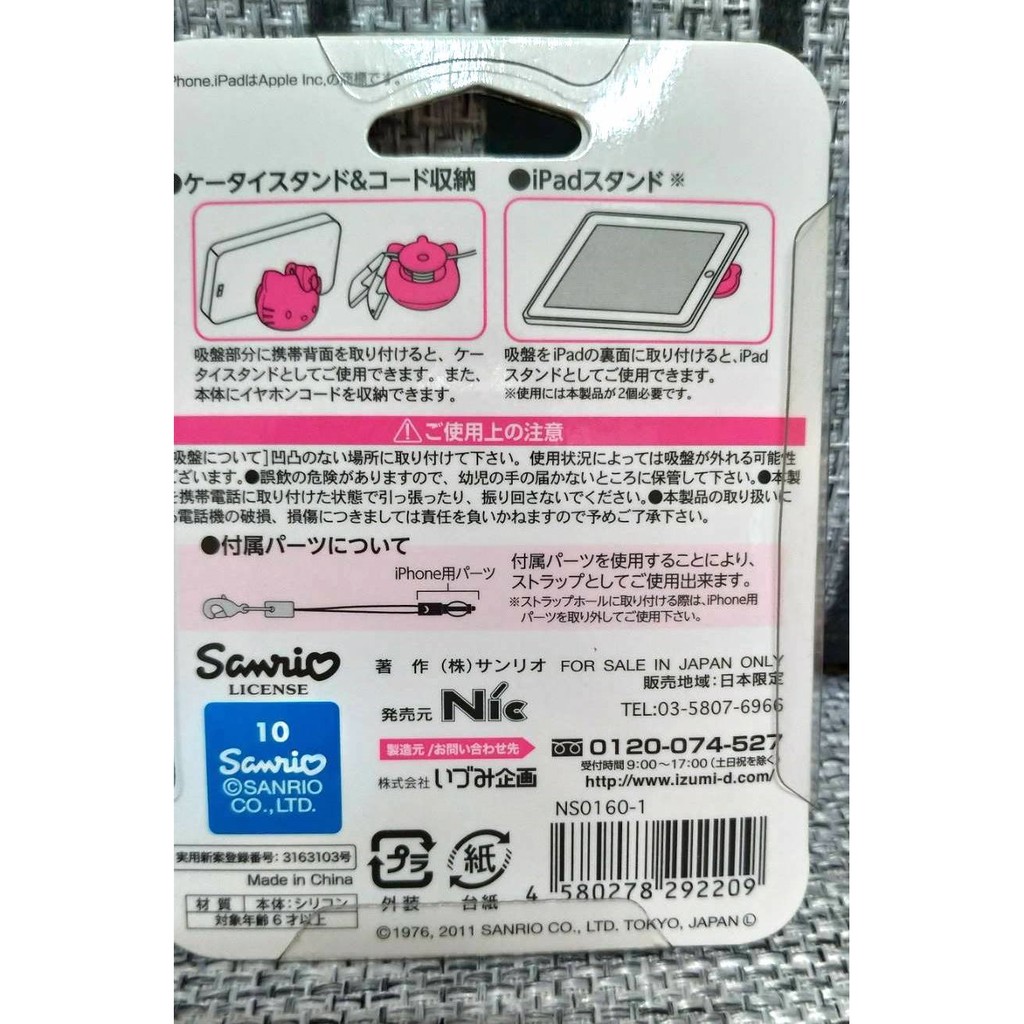 Phone.iPadはApple Inc,の商標です。
●ケータイスタンド&コード収納
●iPadスタンド※
吸盤部分に携帯背面を取り付けると、ケー
タイスタンドとしてご使用できます。また、
本体にイヤホンコードを収納できます。
吸盤をiPadの裏面に取り付けると、iPad
スタンドとしてご使用できます。
※使用には本製品が2個必要です。
ご使用上の注意
吸盤について]凹凸のない場所に取り付けて下さい。使用状況によっては吸盤が外れる可能性
ざいます。●誤飲の危険がありますので、幼児の手の届かないところに保管して下さい。●本製
を携帯電話に取り付けた状態で引っ張ったり、振り回さないでください。●本製品の取り扱いに
電話機の破損、損傷につきましては責任を負いかねますので予めご了承下さい。
●付属パーツについて
iPhone用パーツ
付属パーツを使用することにより、
ストラップとしてご使用出来ます。
※ストラップホールに取り付ける際は、iPhone用
パーツを取り外してご使用下さい。
Sanrio
LICENSE
10
Sanrio
©SANRIO
CO.,LTD.
著 作 (株)サンリオ FOR SALE IN JAPAN ONLY
販売地域:日本限定
発売元 Nic
TEL:03-5807-6966
製造元/お問い合わせ先
0120-074-527
受付時間9:00~17:00(土日祝を除く)
株式会社 いづみ企画
http://www.izumi-d.com/
NS0160-1
実用新案登録番号:3163103号
Made in China
材 質 本体:シリコン
対象年齢6才以上
プラ
外装
紙
台紙
4 580278 292209
©1976, 2011 SANRIO CO., LTD. TOKYO, JAPAN Ⓛ